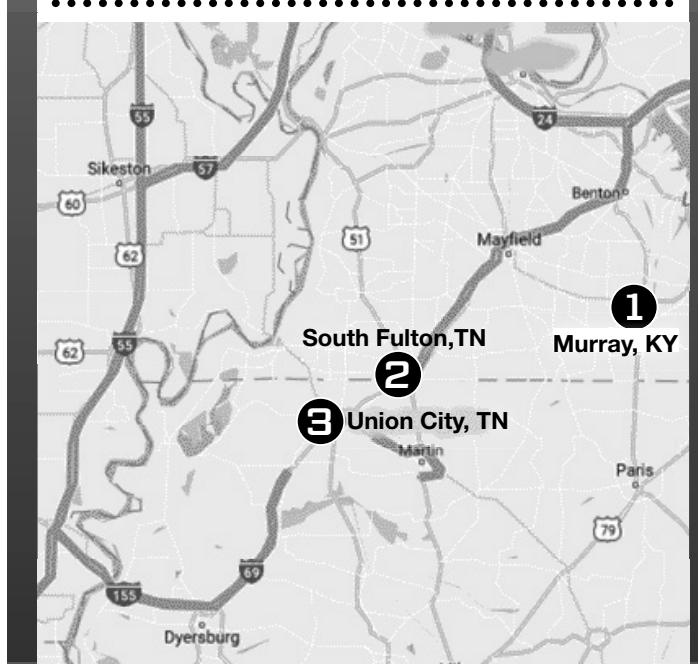 55
24
Sikeston
57
60
Benton
51
Mayfield
62
1
South Fulton,TN
Murray, KY
62
55
2
3
Union City, TN
Martin
Paris
79
69
155
Dyersburg